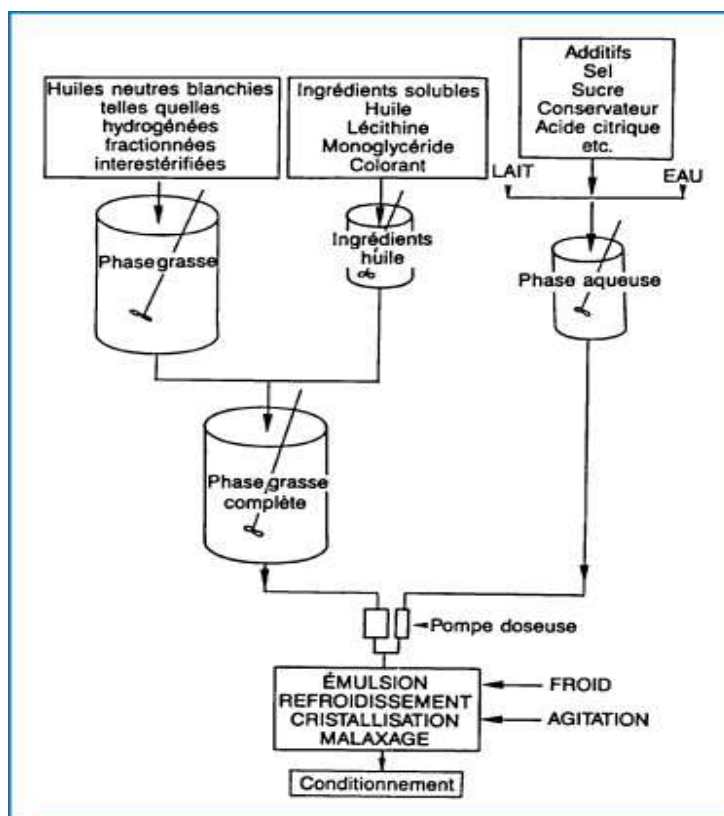 Huiles neutres blanchies
telles quelles
hydrogénées
fractionnées
interestérifiées
Ingrédients solubles
Huile
Lécithine
Monoglycéride
Colorant
Additifs
Sel
Sucre
Conservateur
Acide citrique
etc.
LAIT
EAU
Phase grasse
Ingrédients
huile
Phase aqueuse
Phase grasse
complète
Pompe doseuse
ÉMULSION
REFROIDISSEMENT
CRISTALLISATION
MALAXAGE
FROID
AGITATION
Conditionnement